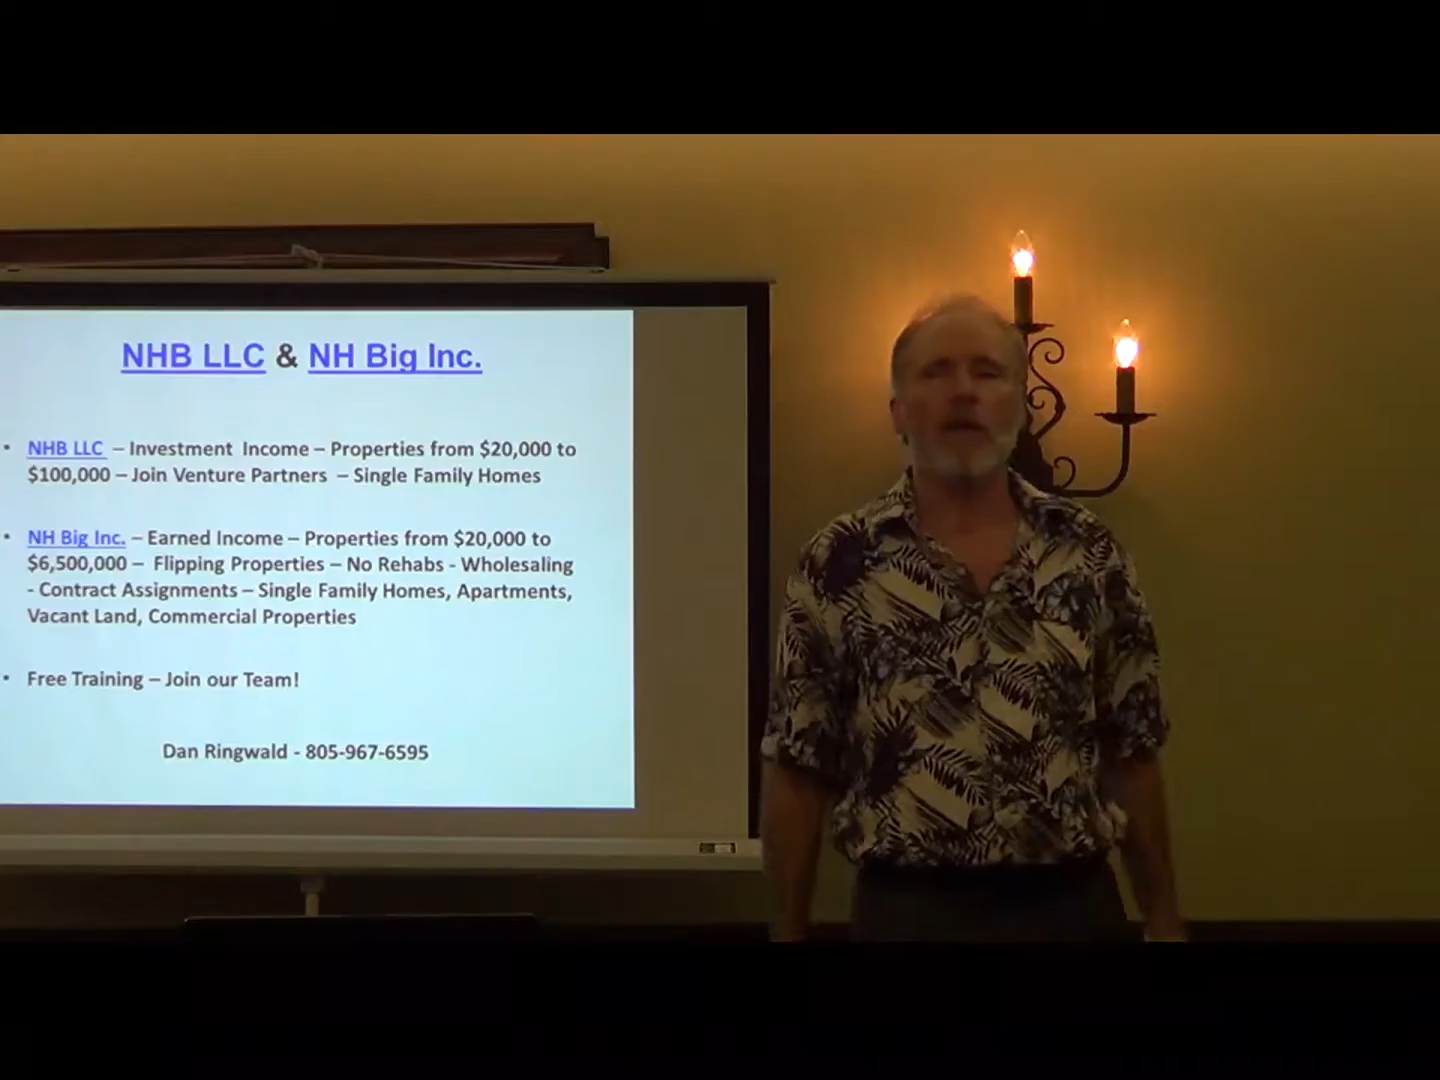 NHB LLC & NH Big Inc.
• NHB LLC – Investment Income – Properties from $20,000 to
$100,000 – Join Venture Partners – Single Family Homes
• NH Big Inc. – Earned Income – Properties from $20,000 to
$6,500,000 – Flipping Properties – No Rehabs - Wholesaling
- Contract Assignments – Single Family Homes, Apartments,
Vacant Land, Commercial Properties
• Free Training – Join our Team!
Dan Ringwald - 805-967-6595